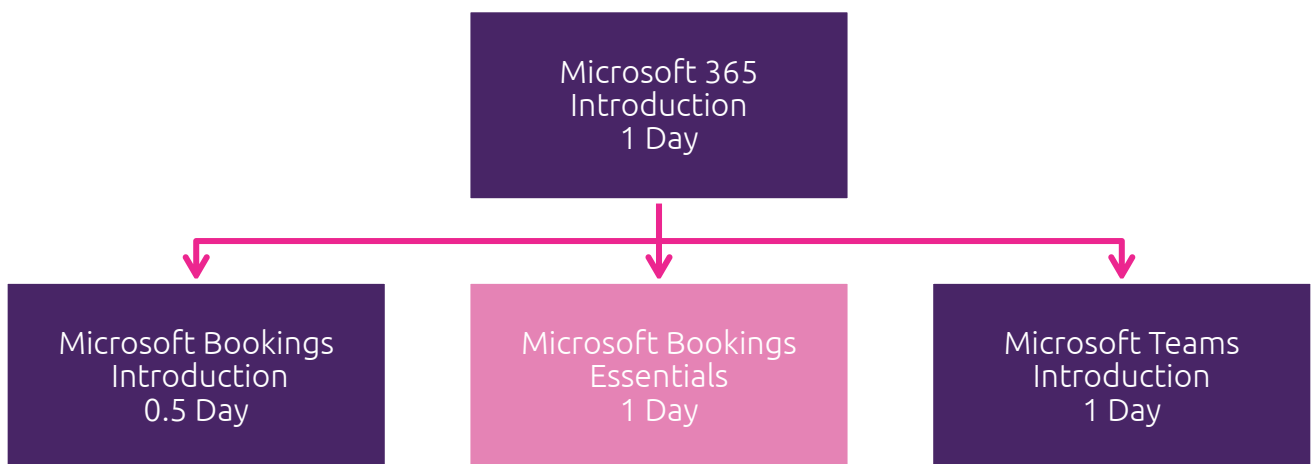 Microsoft 365
Introduction
1 Day
Microsoft Bookings
Introduction
0.5 Day
Microsoft Bookings
Essentials
1 Day
Microsoft Teams
Introduction
1 Day